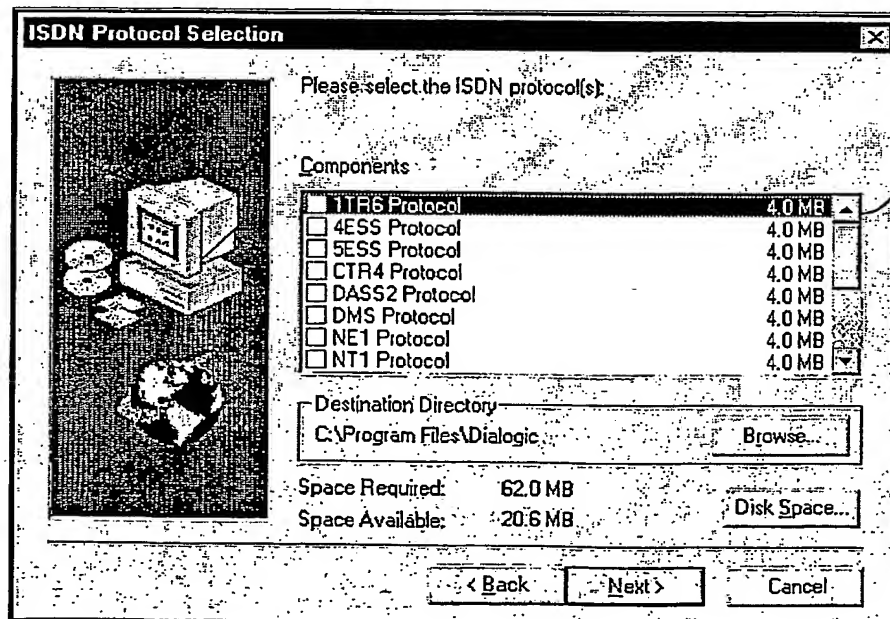 ISDN Protocol Selection
Please select the ISDN protocol(s):
Components
1TR6 Protocol 4.0 MB
4ESS Protocol 4.0 MB
5ESS Protocol 4.0 MB
CTR4 Protocol 4.0 MB
DASS2 Protocol 4.0 MB
DMS Protocol 4.0 MB
NE1 Protocol 4.0 MB
NT1 Protocol 4.0 MB
Destination Directory
C:\Program Files\Dialogic
Browse...
Space Required: 62.0 MB
Space Available: 20.6 MB
Disk Space...
< Back
Next >
Cancel